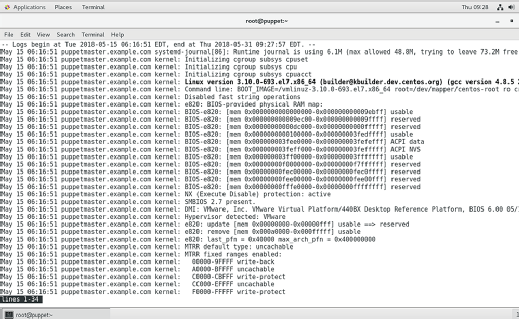 Applications Places Terminal Thu 09:28
root@puppet:~
File Edit View Search Terminal Help
-- Logs begin at Tue 2018-05-15 06:16:51 EDT, end at Thu 2018-05-31 09:27:57 EDT. --
May 15 06:16:51 puppetmaster.example.com systemd-journal[86]: Runtime journal is using 6.1M (max allowed 48.8M, trying to leave 73.2M free
May 15 06:16:51 puppetmaster.example.com kernel: Initializing cgroup subsys cpuset
May 15 06:16:51 puppetmaster.example.com kernel: Initializing cgroup subsys cpu
May 15 06:16:51 puppetmaster.example.com kernel: Initializing cgroup subsys cpuacct
May 15 06:16:51 puppetmaster.example.com kernel: Linux version 3.10.0-693.el7.x86_64 (builder@kbuilder.dev.centos.org) (gcc version 4.8.5
May 15 06:16:51 puppetmaster.example.com kernel: Command line: BOOT_IMAGE=/vmlinuz-3.10.0-693.el7.x86_64 root=/dev/mapper/centos-root ro
May 15 06:16:51 puppetmaster.example.com kernel: Disabled fast string operations
May 15 06:16:51 puppetmaster.example.com kernel: e820: BIOS-provided physical RAM map:
May 15 06:16:51 puppetmaster.example.com kernel: BIOS-e820: [mem 0x0000000000000000-0x000000000009ebff] usable
May 15 06:16:51 puppetmaster.example.com kernel: BIOS-e820: [mem 0x000000000009ec00-0x000000000009ffff] reserved
May 15 06:16:51 puppetmaster.example.com kernel: BIOS-e820: [mem 0x00000000000dc000-0x00000000000fffff] reserved
May 15 06:16:51 puppetmaster.example.com kernel: BIOS-e820: [mem 0x0000000000100000-0x000000003fedffff] usable
May 15 06:16:51 puppetmaster.example.com kernel: BIOS-e820: [mem 0x000000003fee0000-0x000000003fefefff] ACPI data
May 15 06:16:51 puppetmaster.example.com kernel: BIOS-e820: [mem 0x000000003feff000-0x000000003fefffff] ACPI NVS
May 15 06:16:51 puppetmaster.example.com kernel: BIOS-e820: [mem 0x000000003ff00000-0x000000003fffffff] usable
May 15 06:16:51 puppetmaster.example.com kernel: BIOS-e820: [mem 0x00000000f0000000-0x00000000f7ffffff] reserved
May 15 06:16:51 puppetmaster.example.com kernel: BIOS-e820: [mem 0x00000000fec00000-0x00000000fec0ffff] reserved
May 15 06:16:51 puppetmaster.example.com kernel: BIOS-e820: [mem 0x00000000fee00000-0x00000000fee00fff] reserved
May 15 06:16:51 puppetmaster.example.com kernel: BIOS-e820: [mem 0x00000000fffe0000-0x00000000ffffffff] reserved
May 15 06:16:51 puppetmaster.example.com kernel: NX (Execute Disable) protection: active
May 15 06:16:51 puppetmaster.example.com kernel: SMBIOS 2.7 present.
May 15 06:16:51 puppetmaster.example.com kernel: DMI: VMware, Inc. VMware Virtual Platform/440BX Desktop Reference Platform, BIOS 6.00 05/
May 15 06:16:51 puppetmaster.example.com kernel: Hypervisor detected: VMware
May 15 06:16:51 puppetmaster.example.com kernel: e820: update [mem 0x00000000-0x00000fff] usable ==> reserved
May 15 06:16:51 puppetmaster.example.com kernel: e820: remove [mem 0x000a0000-0x000fffff] usable
May 15 06:16:51 puppetmaster.example.com kernel: e820: last_pfn = 0x40000 max_arch_pfn = 0x400000000
May 15 06:16:51 puppetmaster.example.com kernel: MTRR default type: uncachable
May 15 06:16:51 puppetmaster.example.com kernel: MTRR fixed ranges enabled:
May 15 06:16:51 puppetmaster.example.com kernel: 00000-9FFFF write-back
May 15 06:16:51 puppetmaster.example.com kernel: A0000-BFFFF uncachable
May 15 06:16:51 puppetmaster.example.com kernel: C0000-CBFFF write-protect
May 15 06:16:51 puppetmaster.example.com kernel: CC000-EFFFF uncachable
May 15 06:16:51 puppetmaster.example.com kernel: F0000-FFFFF write-protect
lines 1-34
root@puppet:~